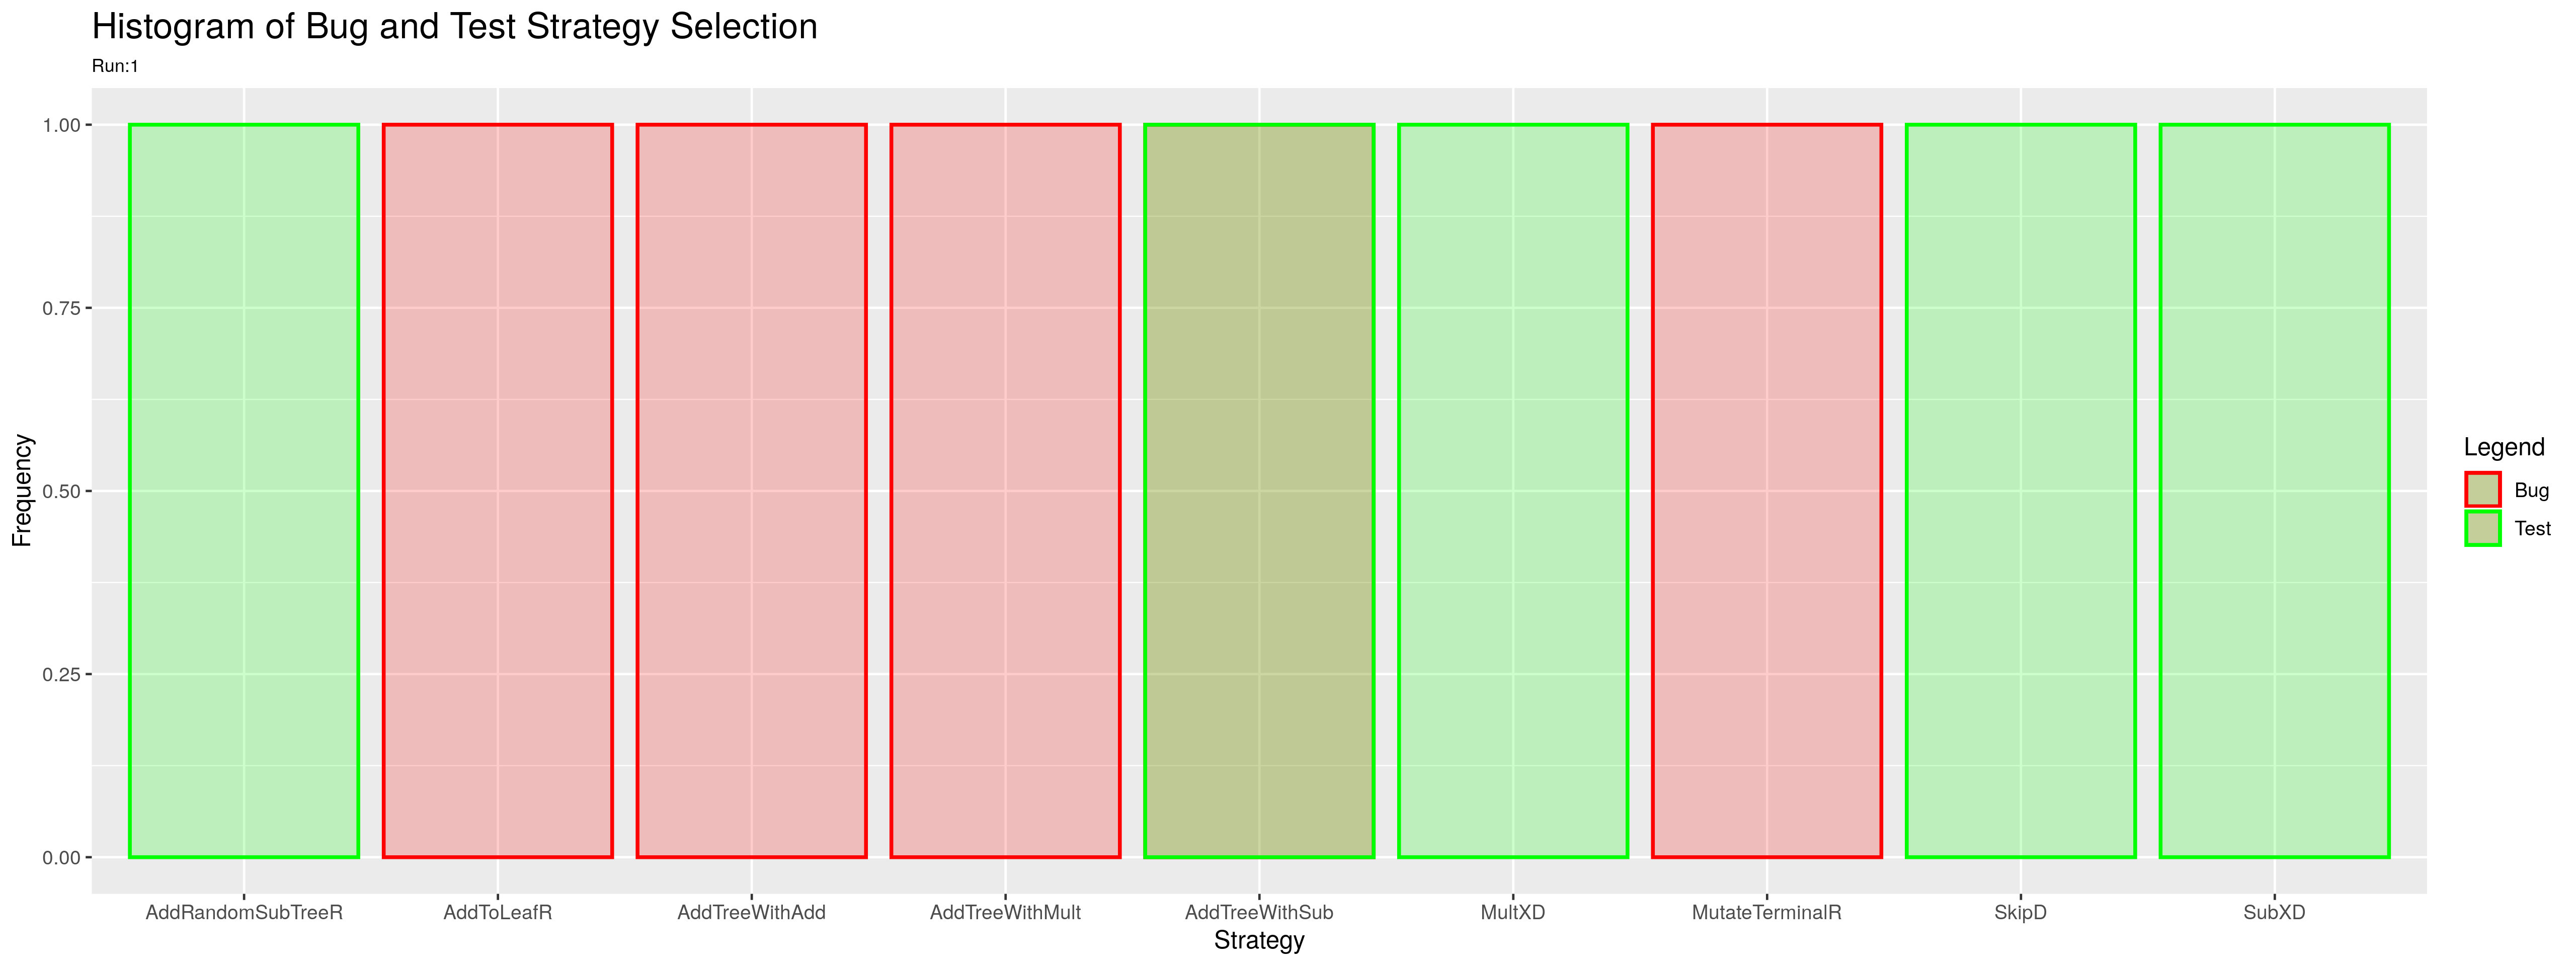 Histogram of Bug and Test Strategy Selection
Run:1
1.00
0.75
0.50
0.25
0.00
Frequency
AddRandomSubTreeR AddToLeafR AddTreeWithAdd AddTreeWithMult AddTreeWithSub MultXD MutateTerminalR SkipD SubXD
Strategy
Legend
Bug
Test